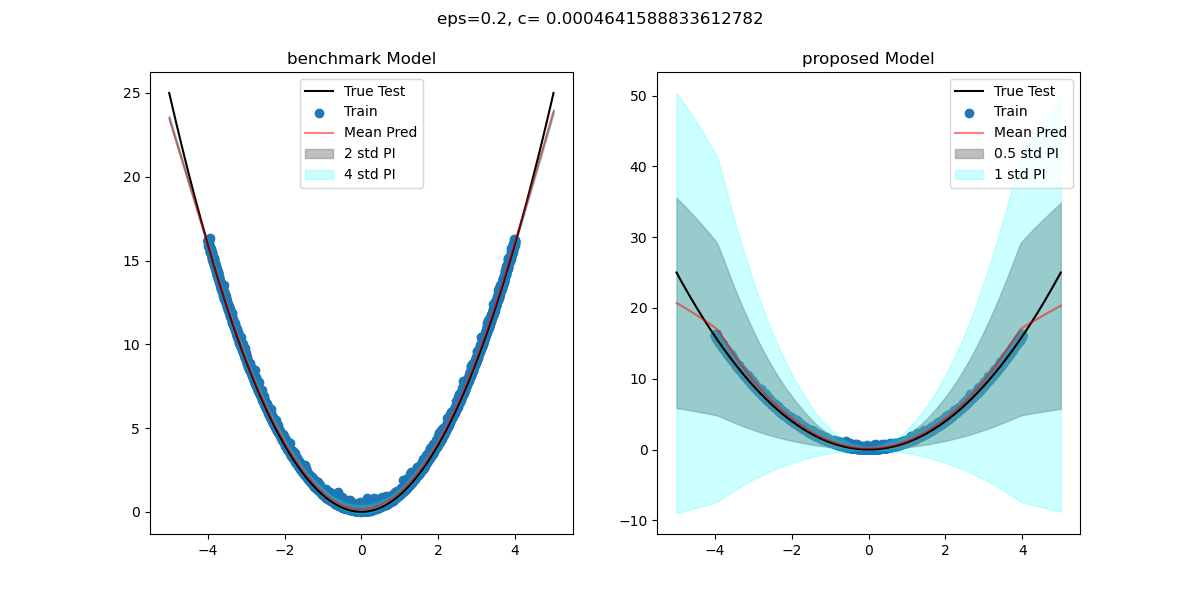 eps=0.2, c= 0.0004641588833612782
benchmark Model
True Test
Train
Mean Pred
2 std PI
4 std PI
25
20
15
10
5
0
−4
−2
0
2
4
proposed Model
True Test
Train
Mean Pred
0.5 std PI
1 std PI
50
40
30
20
10
0
−10
−4
−2
0
2
4